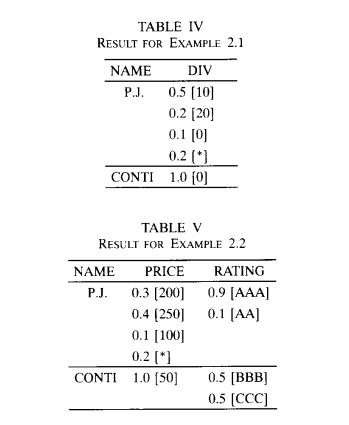 TABLE IV
RESULT FOR EXAMPLE 2.1
NAME DIV
P.J. 0.5 [10]
0.2 [20]
0.1 [0]
0.2 [*]
CONTI 1.0 [0]
TABLE V
RESULT FOR EXAMPLE 2.2
NAME PRICE RATING
P.J. 0.3 [200] 0.9 [AAA]
0.4 [250] 0.1 [AA]
0.1 [100]
0.2 [*]
CONTI 1.0 [50] 0.5 [BBB]
0.5 [CCC]